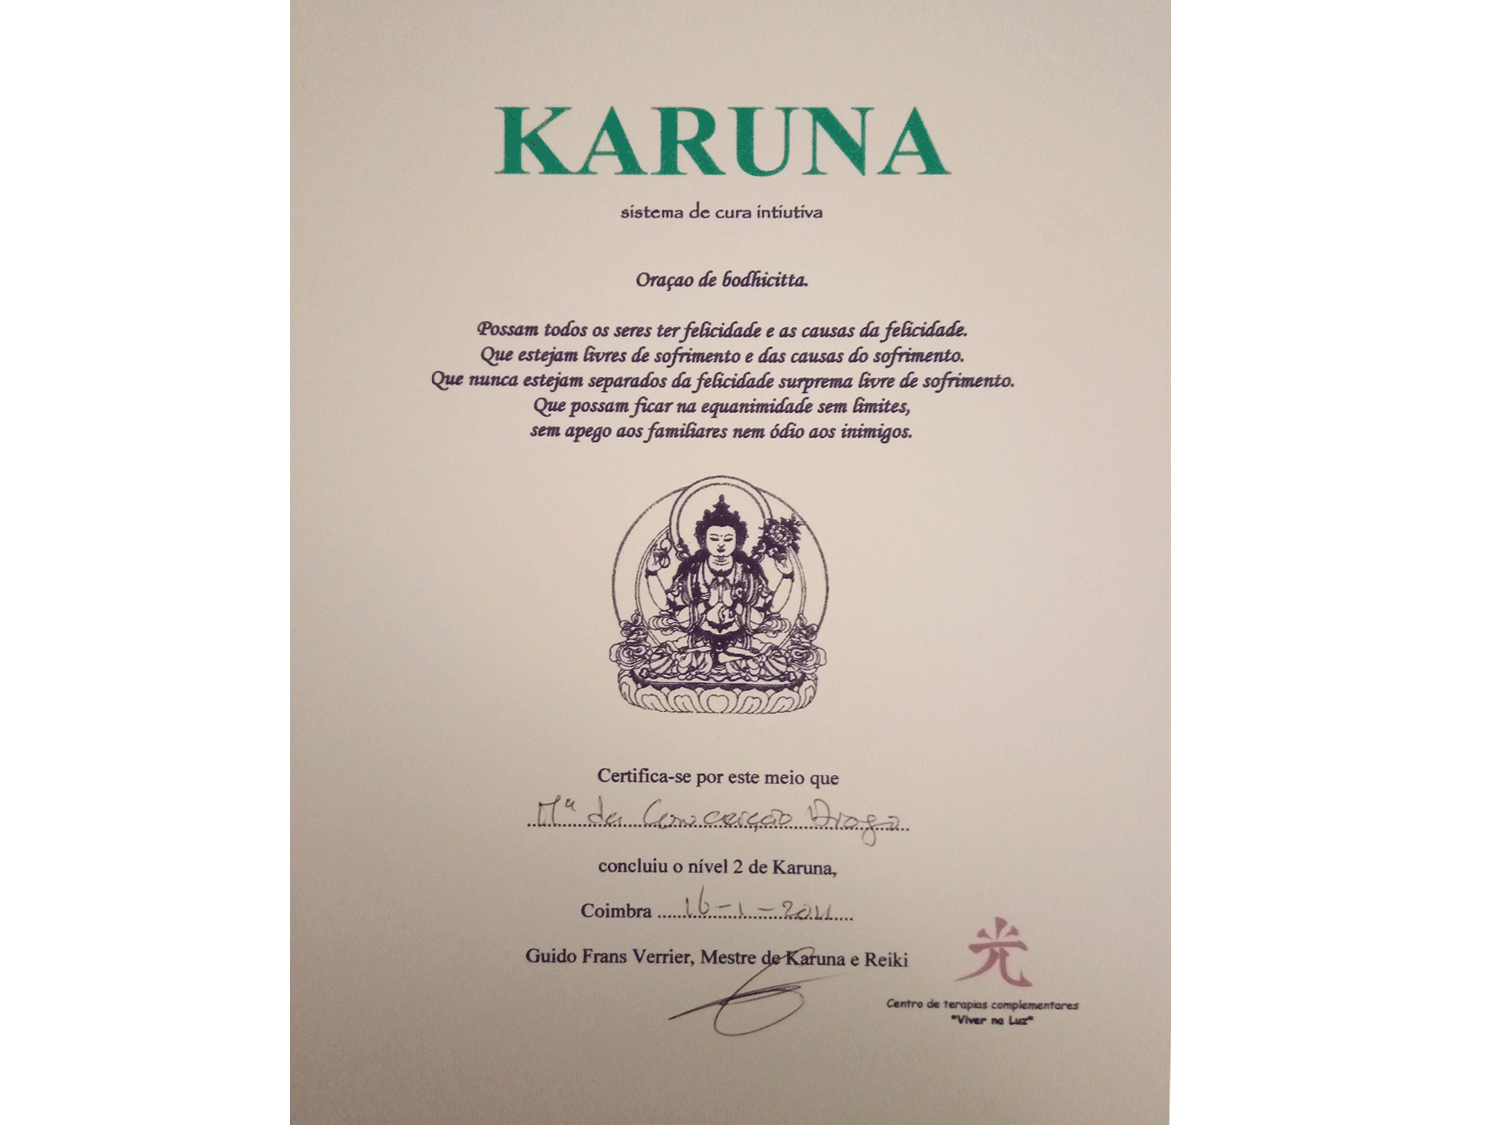 KARUNA
sistema de cura intiutiva
Oraçao de bodhicitta.
Possam todos os seres ter felicidade e as causas da felicidade.
Que estejam livres de sofrimento e das causas do sofrimento.
Que nunca estejam separados da felicidade surprema livre de sofrimento.
Que possam ficar na equanimidade sem limites,
sem apego aos familiares nem ódio aos inimigos.
Certifica-se por este meio que
Mª da Conceição Drago
concluiu o nível 2 de Karuna,
Coimbra 16-1-2011
Guido Frans Verrier, Mestre de Karuna e Reiki
光
Centro de terapias complementares
"Viver na Luz"